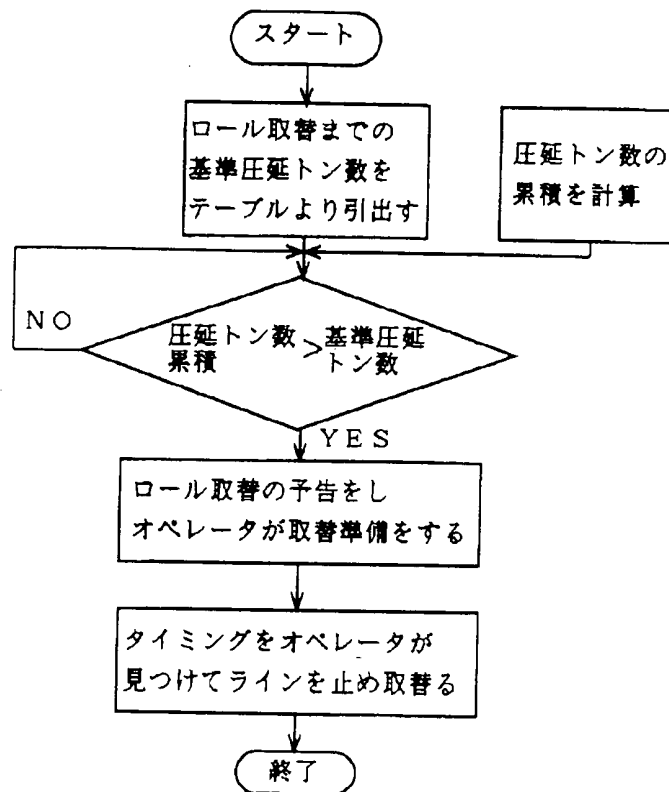 スタート
ロール取替までの
基準圧延トン数を
テーブルより引出す
圧延トン数の
累積を計算
NO
圧延トン数 > 基準圧延
累積 トン数
YES
ロール取替の予告をし
オペレータが取替準備をする
タイミングをオペレータが
見つけてラインを止め取替る
終了